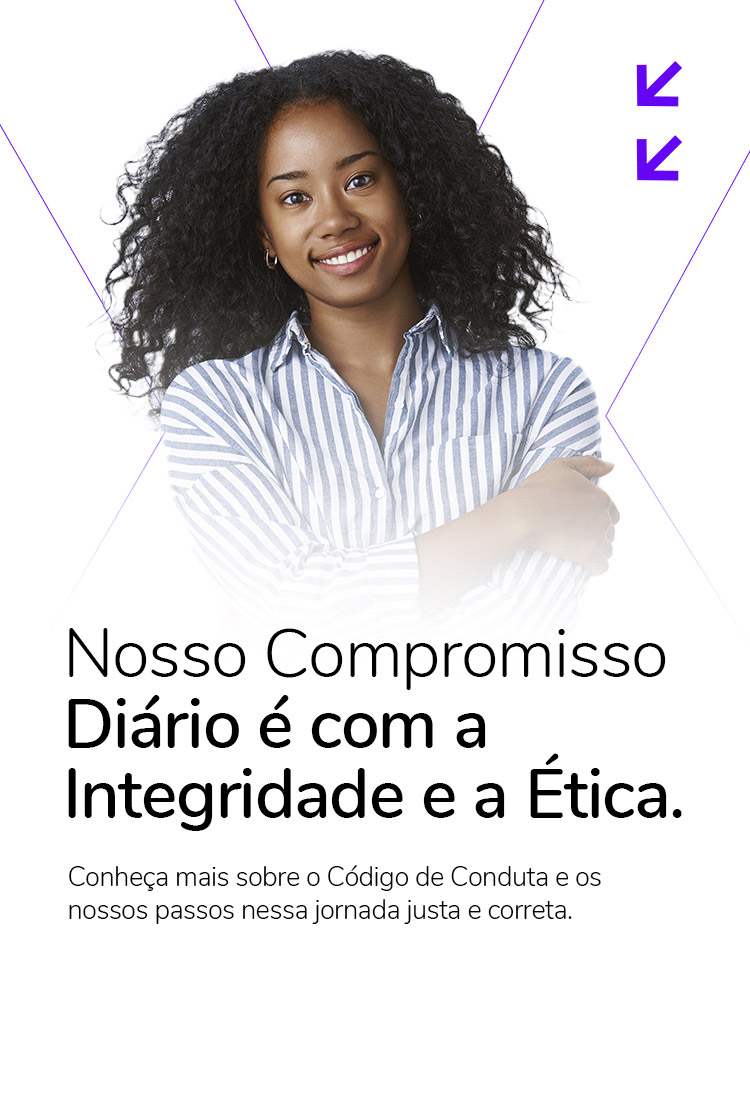 Nosso Compromisso
Diário é com a
Integridade e a Ética.
Conheça mais sobre o Código de Conduta e os
nossos passos nessa jornada justa e correta.